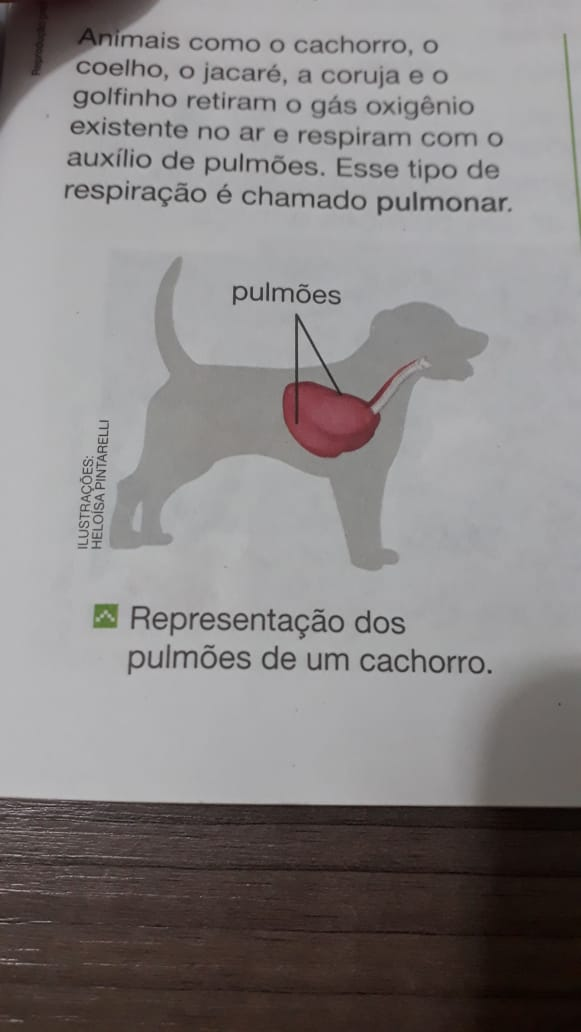 Animais como o cachorro, o
coelho, o jacaré, a coruja e o
golfinho retiram o gás oxigênio
existente no ar e respiram com o
auxílio de pulmões. Esse tipo de
respiração é chamado pulmonar.
pulmões
ILUSTRAÇÕES:
HELOÍSA PINTARELLI
Representação dos
pulmões de um cachorro.